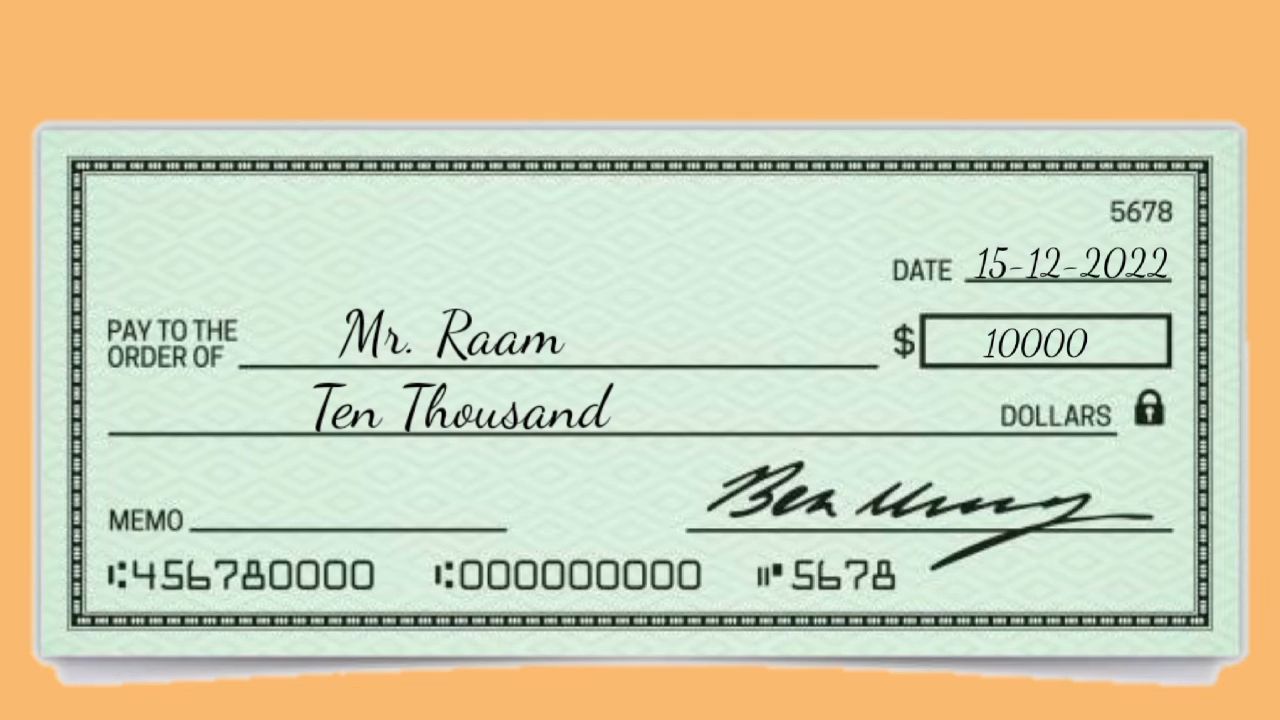 5678
DATE 15-12-2022
PAY TO THE
ORDER OF Mr. Raam $ 10000
Ten Thousand DOLLARS
MEMO
⑆456780000 ⑆000000000 ⑈5678